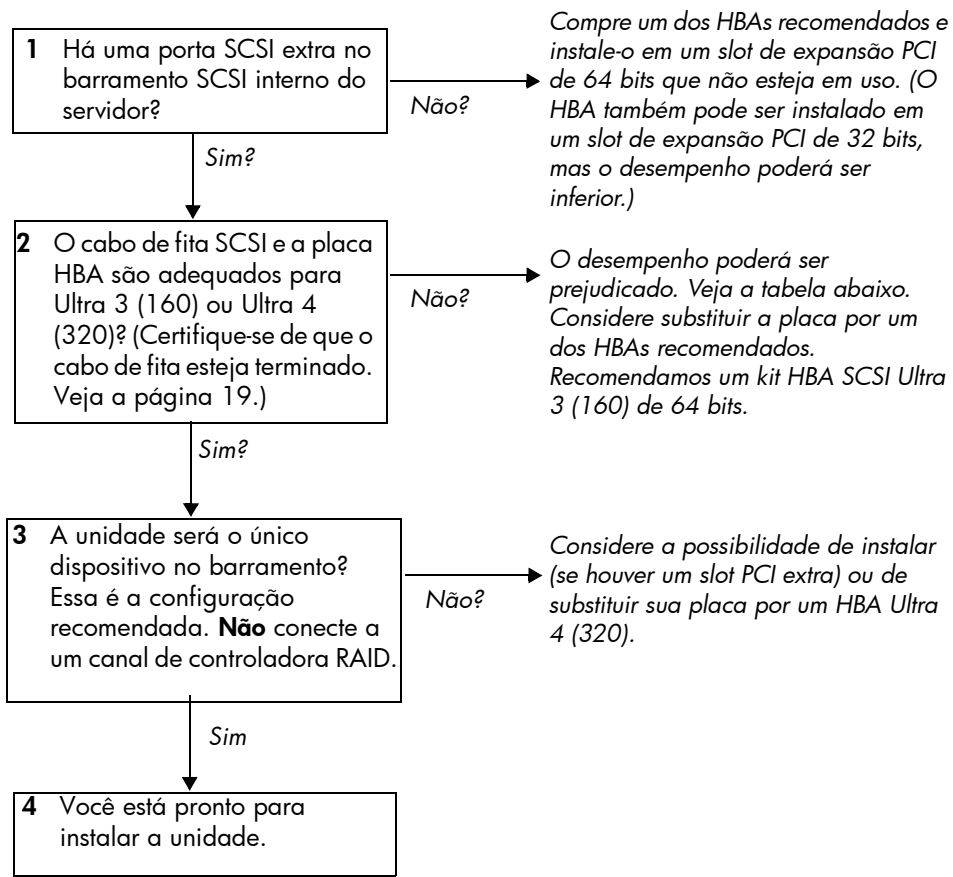 1 Há uma porta SCSI extra no
barramento SCSI interno do
servidor?
Não?
Compre um dos HBAs recomendados e
instale-o em um slot de expansão PCI
de 64 bits que não esteja em uso. (O
HBA também pode ser instalado em
um slot de expansão PCI de 32 bits,
mas o desempenho poderá ser
inferior.)
Sim?
2 O cabo de fita SCSI e a placa
HBA são adequados para
Ultra 3 (160) ou Ultra 4
(320)? (Certifique-se de que o
cabo de fita esteja terminado.
Veja a página 19.)
Não?
O desempenho poderá ser
prejudicado. Veja a tabela abaixo.
Considere substituir a placa por um
dos HBAs recomendados.
Recomendamos um kit HBA SCSI Ultra
3 (160) de 64 bits.
Sim?
3 A unidade será o único
dispositivo no barramento?
Essa é a configuração
recomendada. Não conecte a
um canal de controladora RAID.
Não?
Considere a possibilidade de instalar
(se houver um slot PCI extra) ou de
substituir sua placa por um HBA Ultra
4 (320).
Sim
4 Você está pronto para
instalar a unidade.